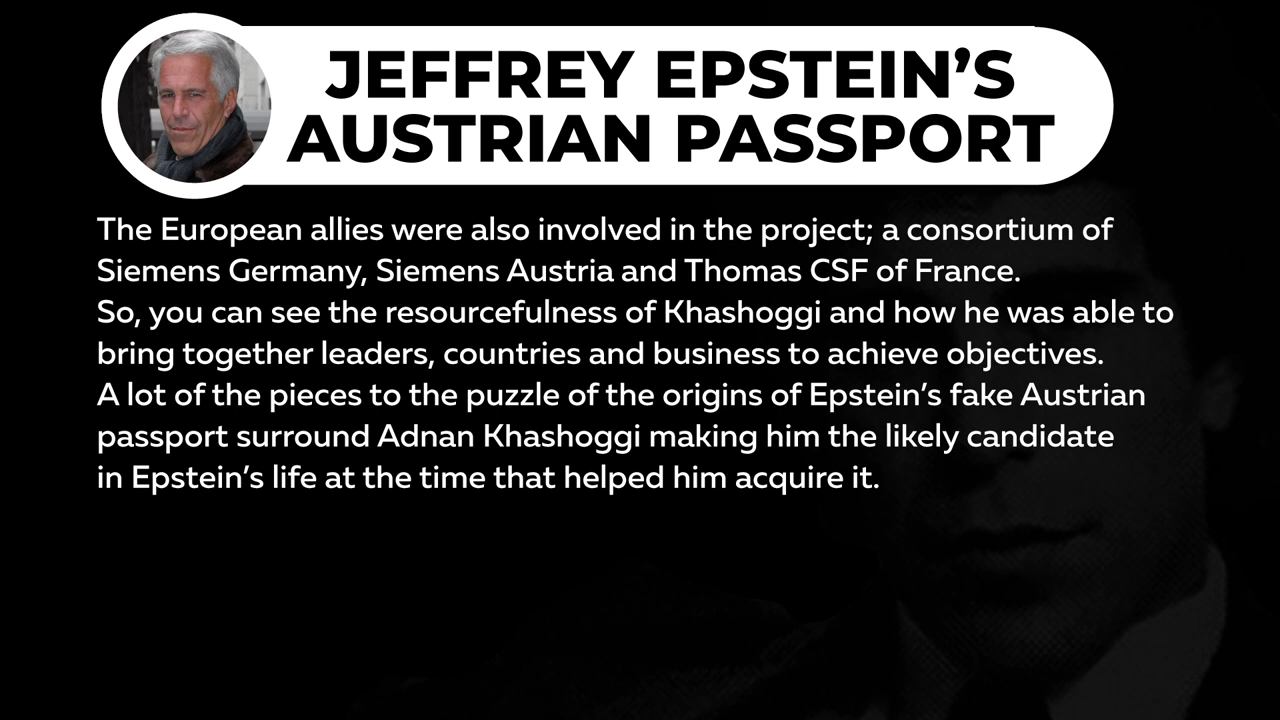 JEFFREY EPSTEIN’S
AUSTRIAN PASSPORT
The European allies were also involved in the project; a consortium of
Siemens Germany, Siemens Austria and Thomas CSF of France.
So, you can see the resourcefulness of Khashoggi and how he was able to
bring together leaders, countries and business to achieve objectives.
A lot of the pieces to the puzzle of the origins of Epstein’s fake Austrian
passport surround Adnan Khashoggi making him the likely candidate
in Epstein’s life at the time that helped him acquire it.